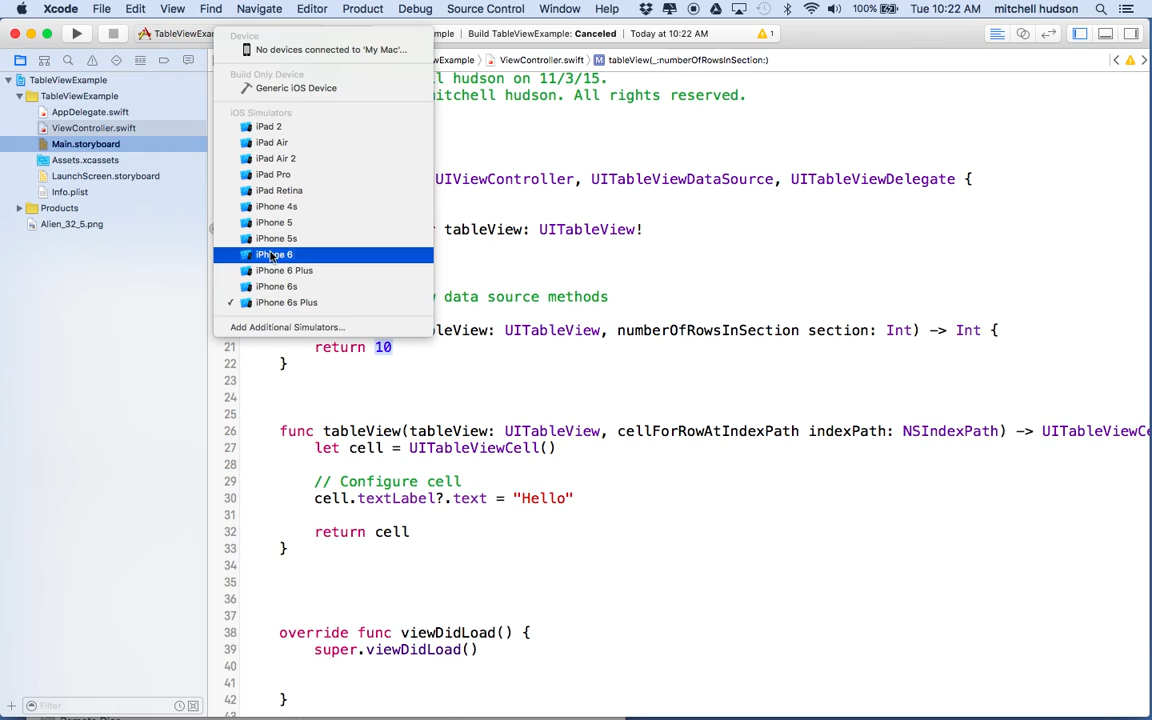 Xcode File Edit View Find Navigate Editor Product Debug Source Control Window Help 100% Tue 10:22 AM mitchell hudson
TableViewExam mple Build TableViewExample: Canceled Today at 10:22 AM 1
Example ViewController.swift M tableView(_:numberOfRowsInSection:)
TableViewExample
TableViewExample
AppDelegate.swift
ViewController.swift
Main.storyboard
Assets.xcassets
LaunchScreen.storyboard
Info.plist
Products
Alien_32_5.png
Filter
Device
No devices connected to 'My Mac'...
Build Only Device
Generic iOS Device
iOS Simulators
iPad 2
iPad Air
iPad Air 2
iPad Pro
iPad Retina
iPhone 4s
iPhone 5
iPhone 5s
iPhone 6
iPhone 6 Plus
iPhone 6s
✓ iPhone 6s Plus
Add Additional Simulators...
l hudson on 11/3/15.
itchell hudson. All rights reserved.
UIViewController, UITableViewDataSource, UITableViewDelegate {
r tableView: UITableView!
w data source methods
leView: UITableView, numberOfRowsInSection section: Int) -> Int {
21 return 10
22 }
23
24
25
26 func tableView(tableView: UITableView, cellForRowAtIndexPath indexPath: NSIndexPath) -> UITableViewCe
27 let cell = UITableViewCell()
28
29 // Configure cell
30 cell.textLabel?.text = "Hello"
31
32 return cell
33 }
34
35
36
37
38 override func viewDidLoad() {
39 super.viewDidLoad()
40
41
42 }